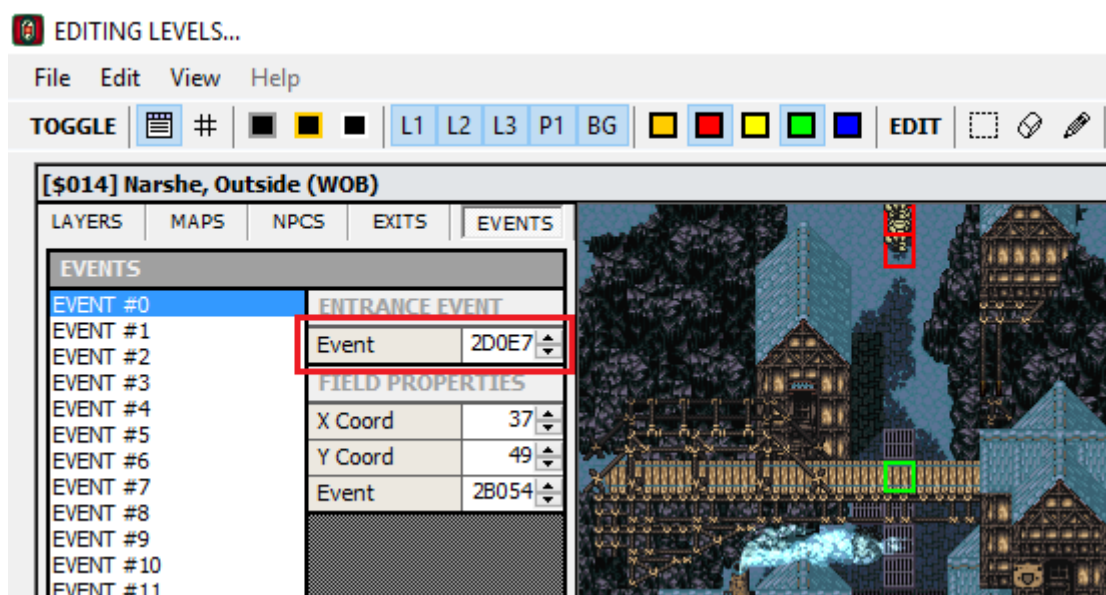 EDITING LEVELS...
File Edit View Help
TOGGLE L1 L2 L3 P1 BG EDIT
[$014] Narshe, Outside (WOB)
LAYERS MAPS NPCS EXITS EVENTS
EVENTS
EVENT #0 ENTRANCE EVENT
EVENT #1 Event 2D0E7
EVENT #2
EVENT #3 FIELD PROPERTIES
EVENT #4 X Coord 37
EVENT #5
EVENT #6 Y Coord 49
EVENT #7 Event 2B054
EVENT #8
EVENT #9
EVENT #10
EVENT #11